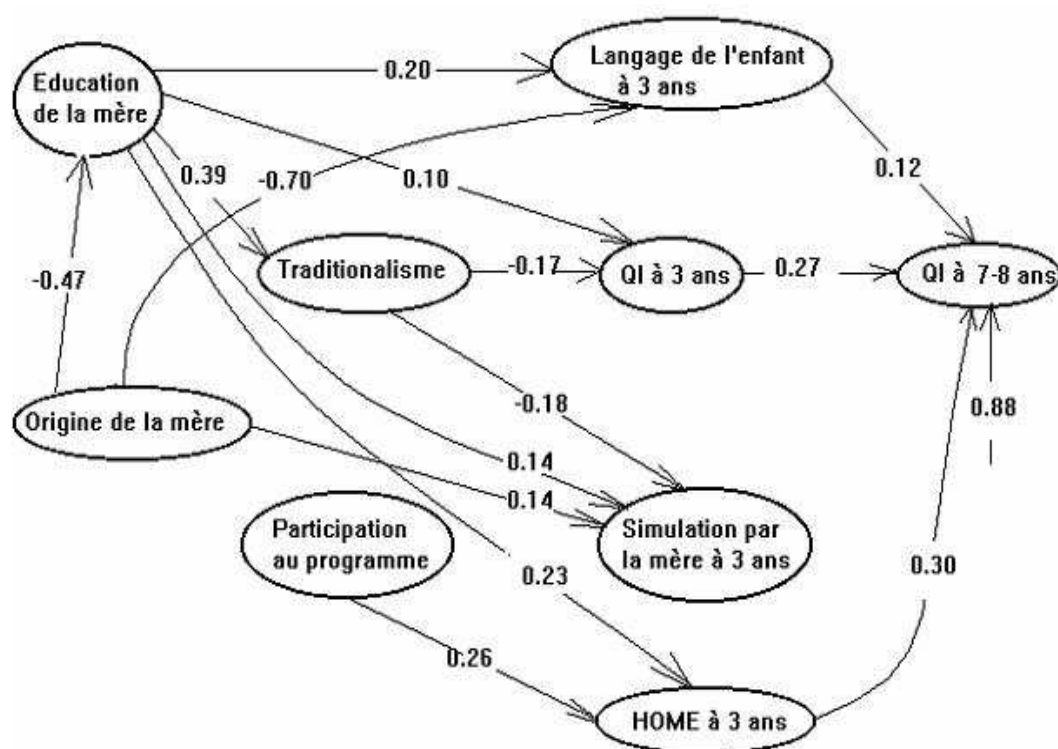 Education
de la mère
0.20
Langage de l'enfant
à 3 ans
0.39
-0.70
0.10
0.12
-0.47
Traditionalisme
-0.17
QI à 3 ans
0.27
QI à 7-8 ans
Origine de la mère
-0.18
0.88
0.14
0.14
Participation
au programme
Simulation par
la mère à 3 ans
0.23
0.30
0.26
HOME à 3 ans